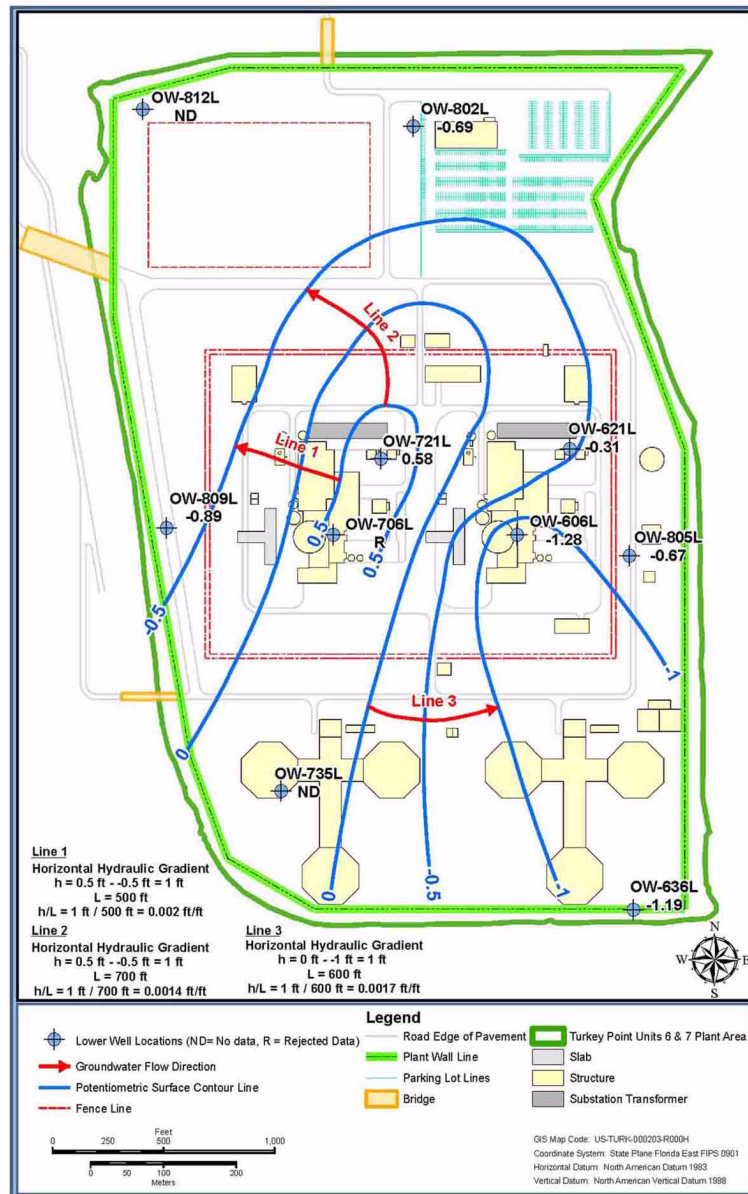 OW-812L
ND
OW-802L
-0.69
Line 2
Line 1
OW-721L
0.58
OW-621L
-0.31
OW-809L
-0.89
OW-706L
R
0.5
0.5
OW-606L
-1.28
OW-805L
-0.67
-0.5
-1
Line 3
0
OW-735L
ND
0
-0.5
-1
OW-636L
-1.19
Line 1
Horizontal Hydraulic Gradient
h = 0.5 ft - -0.5 ft = 1 ft
L = 500 ft
h/L = 1 ft / 500 ft = 0.002 ft/ft
Line 2
Horizontal Hydraulic Gradient
h = 0.5 ft - -0.5 ft = 1 ft
L = 700 ft
h/L = 1 ft / 700 ft = 0.0014 ft/ft
Line 3
Horizontal Hydraulic Gradient
h = 0 ft - -1 ft = 1 ft
L = 600 ft
h/L = 1 ft / 600 ft = 0.0017 ft/ft
N
W
E
S
Legend
Lower Well Locations (ND= No data, R = Rejected Data)
Groundwater Flow Direction
Potentiometric Surface Contour Line
Fence Line
Road Edge of Pavement
Plant Wall Line
Parking Lot Lines
Bridge
Turkey Point Units 6 & 7 Plant Area
Slab
Structure
Substation Transformer
Feet
0 250 500 1,000
0 50 100 200
Meters
GIS Map Code: US-TURK-000203-R000H
Coordinate System: State Plane Florida East FIPS 0901
Horizontal Datum: North American Datum 1983
Vertical Datum: North American Vertical Datum 1988